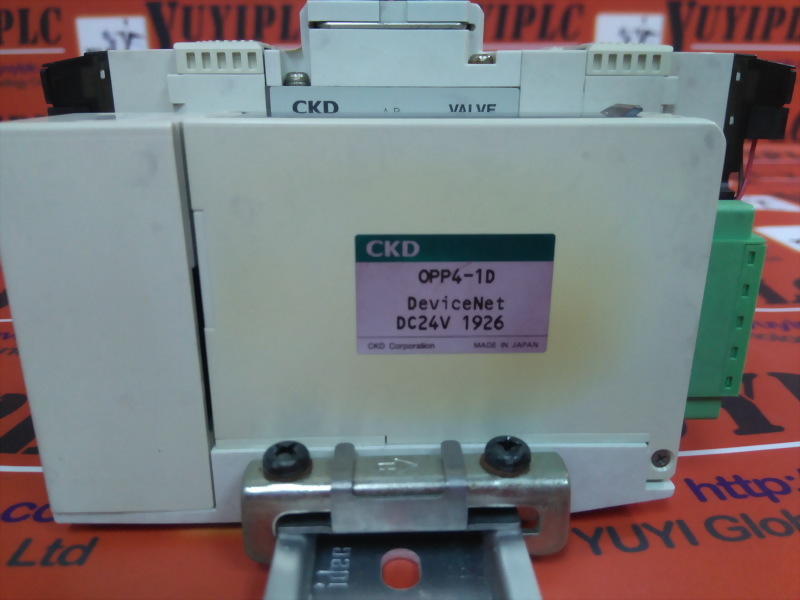 YUYIPLC
CKD A B VALVE
CKD
OPP4-1D
DeviceNet
DC24V 1926
CKD Corporation MADE IN JAPAN
http:
YUYI Glob
Ltd
idec